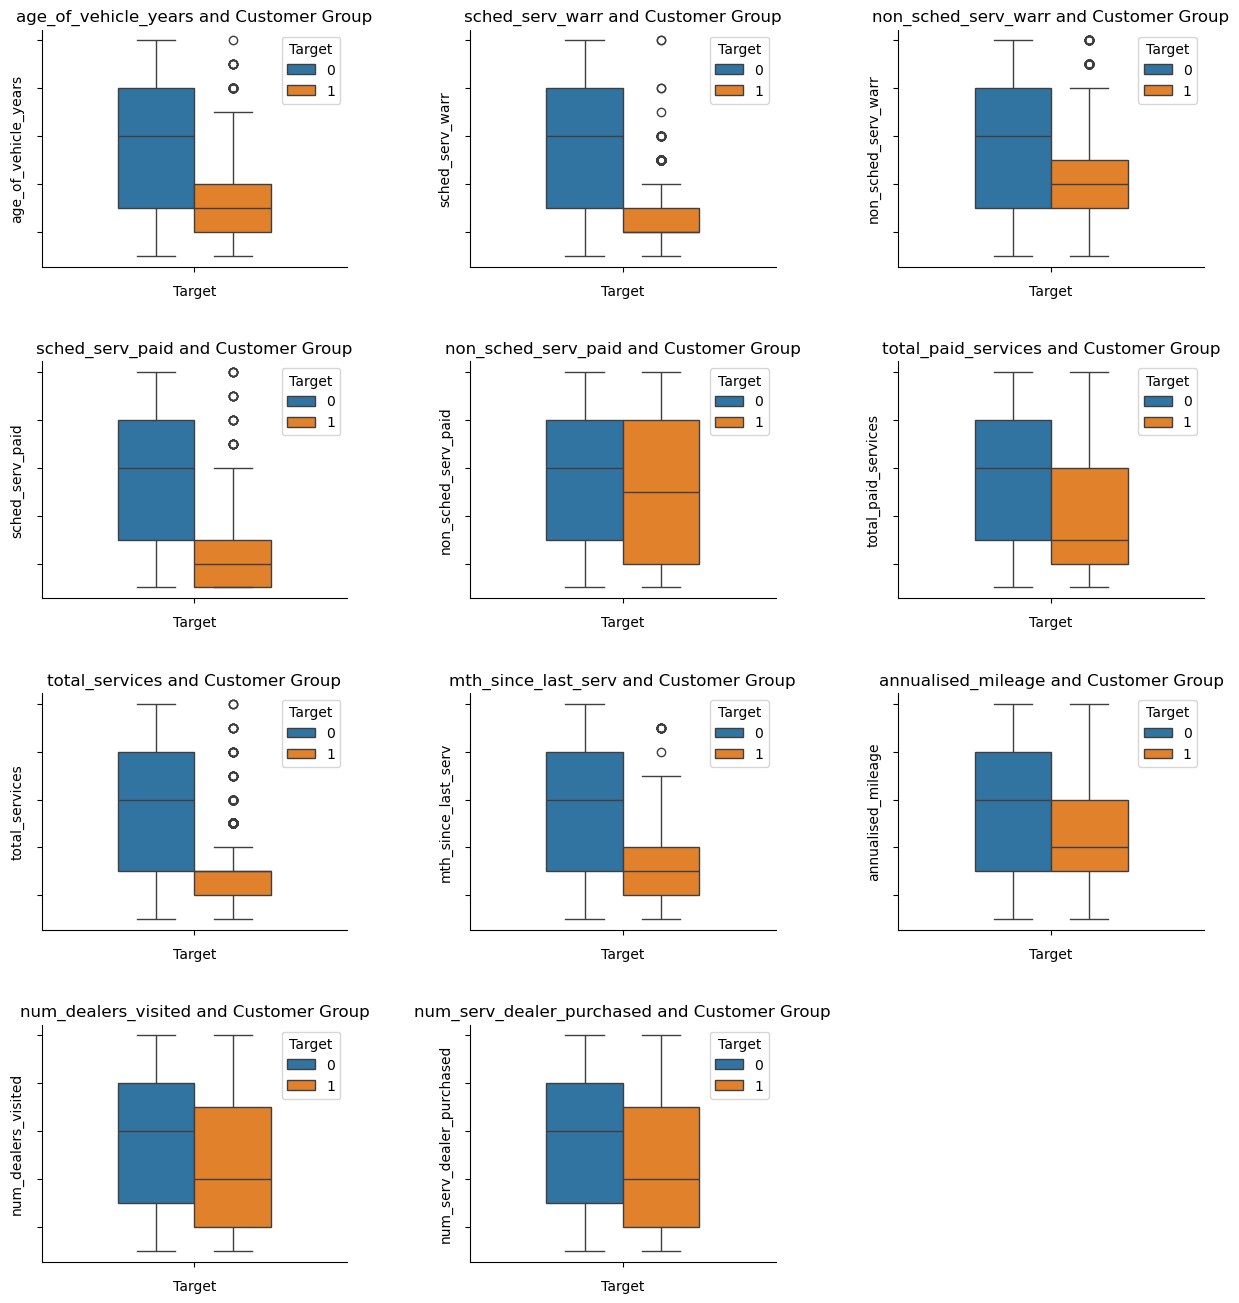 age_of_vehicle_years and Customer Group
age_of_vehicle_years
Target
0
1
Target
sched_serv_warr and Customer Group
sched_serv_warr
Target
0
1
Target
non_sched_serv_warr and Customer Group
non_sched_serv_warr
Target
0
1
Target
sched_serv_paid and Customer Group
sched_serv_paid
Target
0
1
Target
non_sched_serv_paid and Customer Group
non_sched_serv_paid
Target
0
1
Target
total_paid_services and Customer Group
total_paid_services
Target
0
1
Target
total_services and Customer Group
total_services
Target
0
1
Target
mth_since_last_serv and Customer Group
mth_since_last_serv
Target
0
1
Target
annualised_mileage and Customer Group
annualised_mileage
Target
0
1
Target
num_dealers_visited and Customer Group
num_dealers_visited
Target
0
1
Target
num_serv_dealer_purchased and Customer Group
num_serv_dealer_purchased
Target
0
1
Target